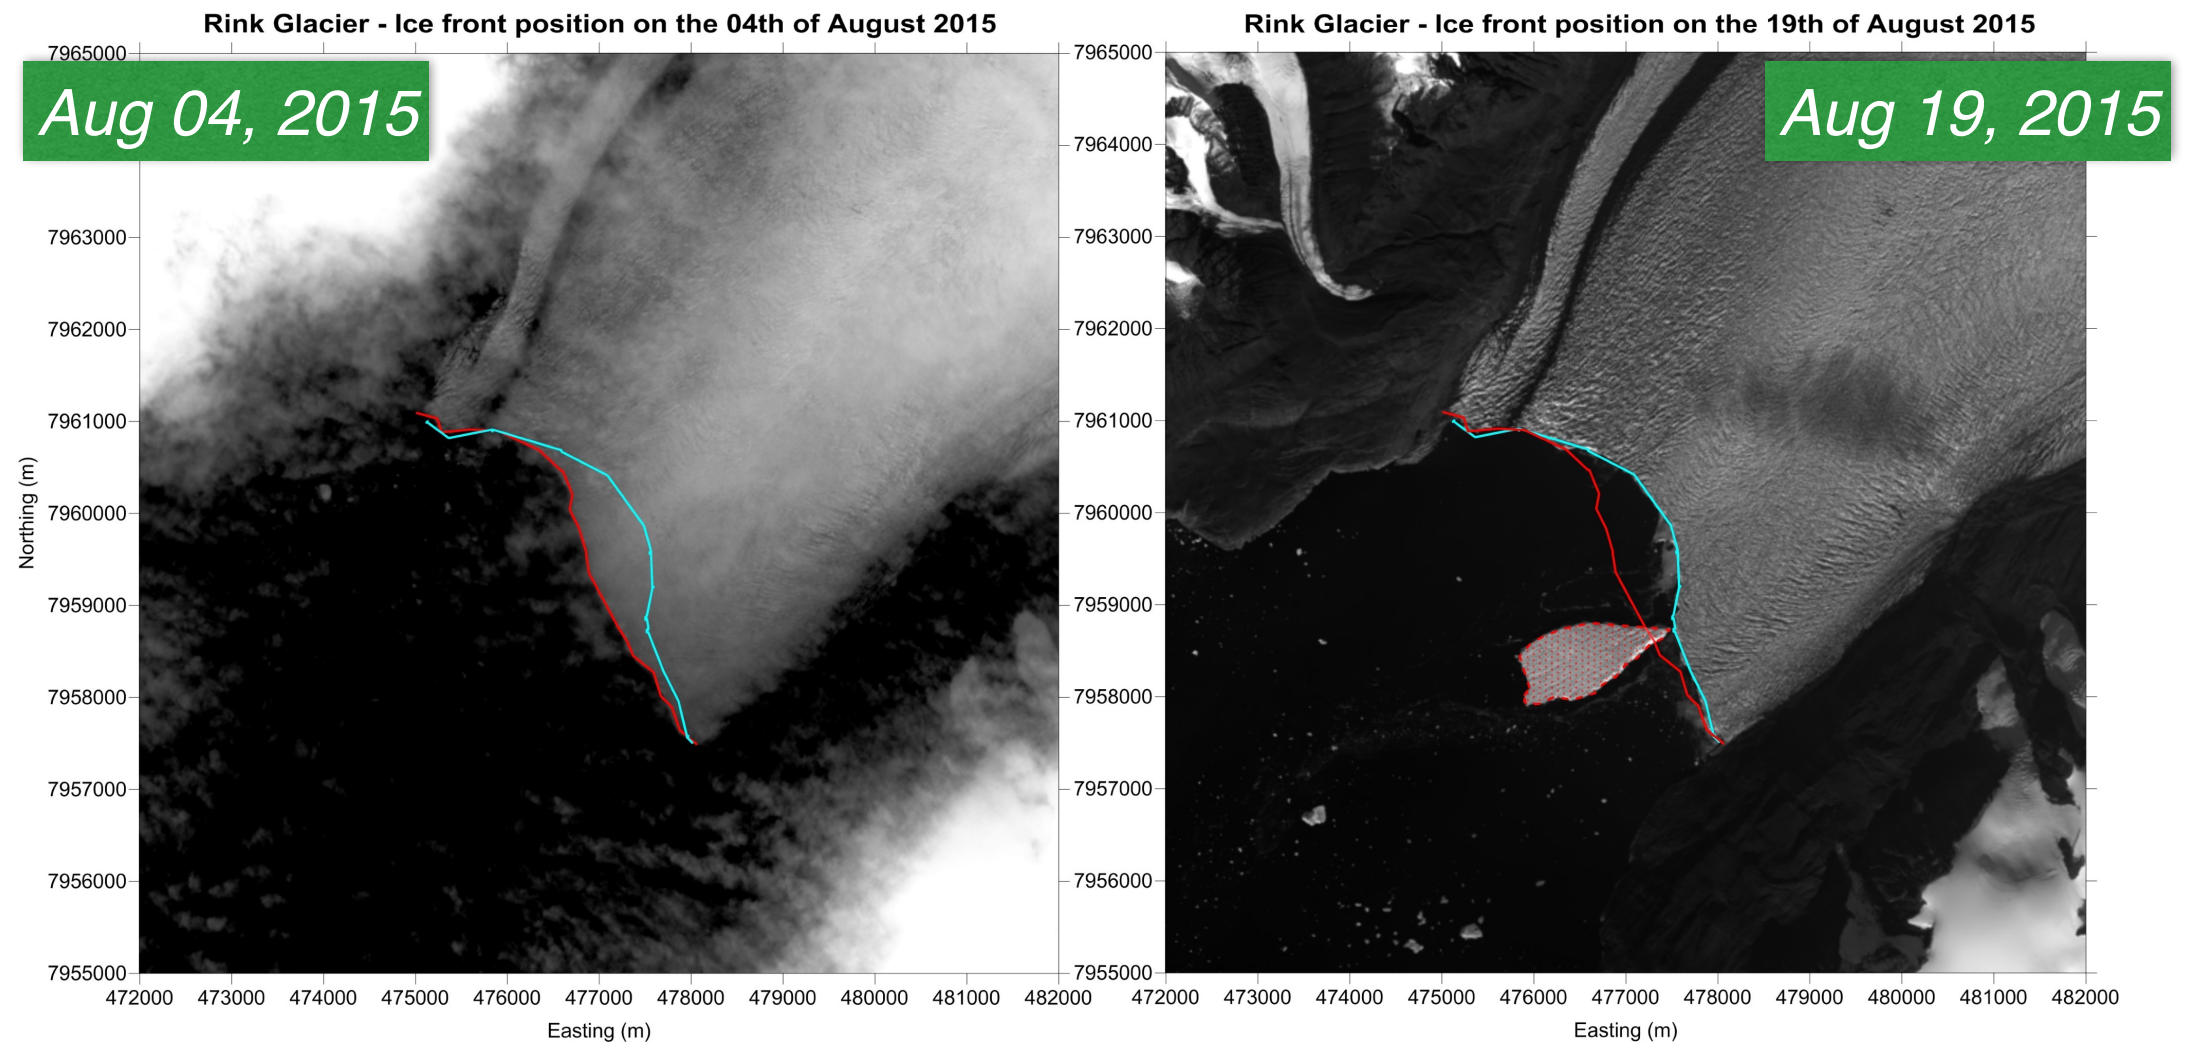 Rink Glacier - Ice front position on the 04th of August 2015
Aug 04, 2015
7965000
7963000
7962000
7961000
7960000
7959000
7958000
7957000
7956000
7955000
Northing (m)
472000 473000 474000 475000 476000 477000 478000 479000 480000 481000 482000
Easting (m)
Rink Glacier - Ice front position on the 19th of August 2015
Aug 19, 2015
7965000
7964000
7963000
7962000
7961000
7960000
7959000
7958000
7957000
7956000
7955000
472000 473000 474000 475000 476000 477000 478000 479000 480000 481000 482000
Easting (m)